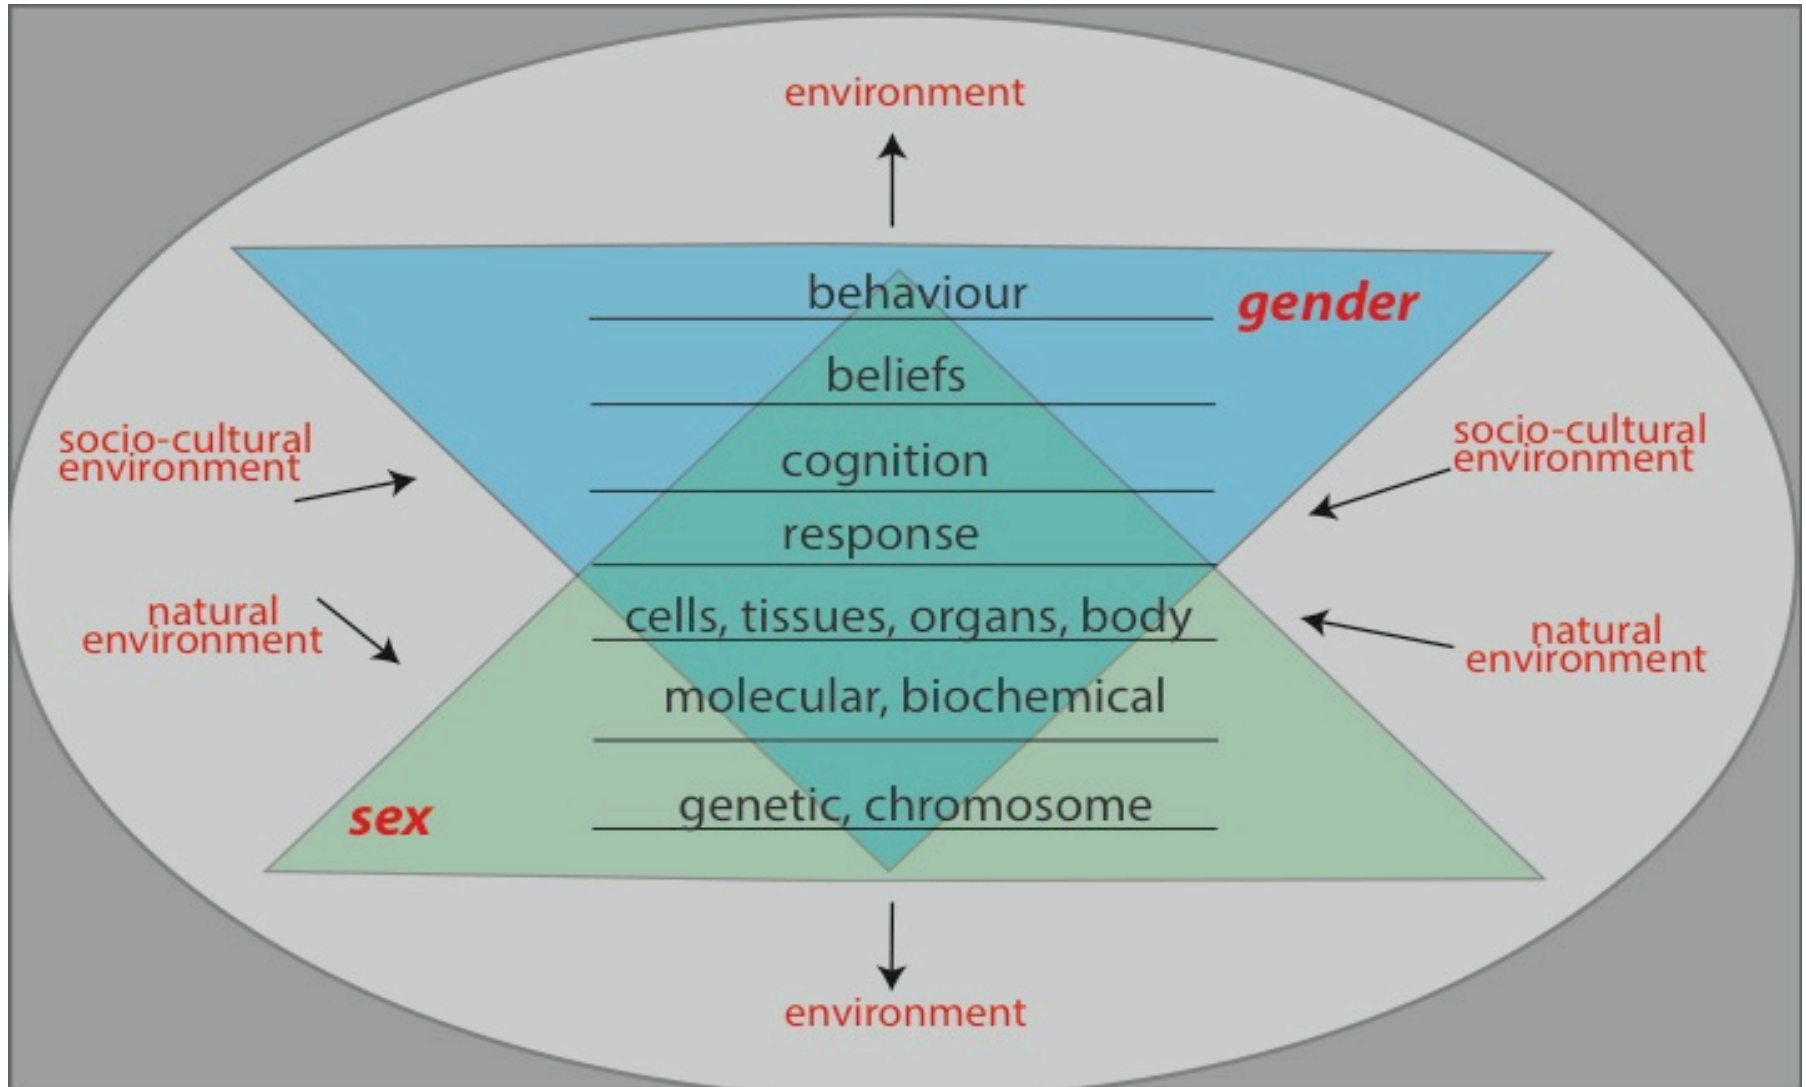 environment
behaviour
gender
beliefs
socio-cultural
environment
cognition
socio-cultural
environment
response
natural
environment
cells, tissues, organs, body
natural
environment
molecular, biochemical
sex
genetic, chromosome
environment